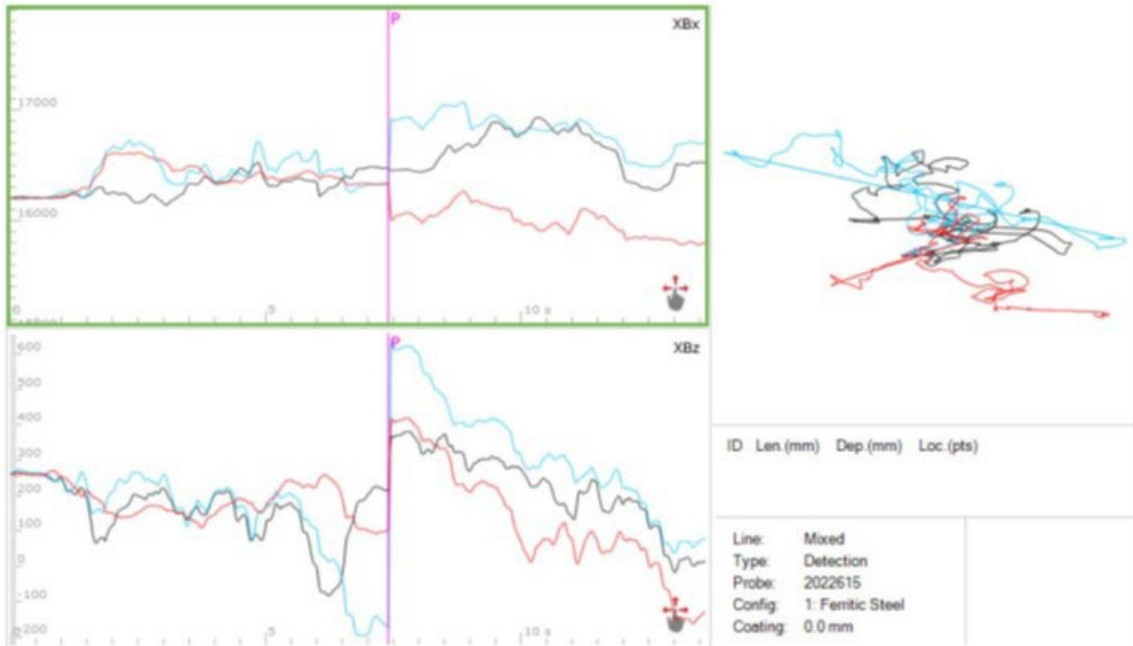 P
XBx
17000
16000
0
5
10 s
P
XBz
600
500
400
300
200
100
0
-100
-200
5
10 s
ID Len.(mm) Dep.(mm) Loc.(pts)
Line: Mixed
Type: Detection
Probe: 2022615
Config: 1: Ferritic Steel
Coating: 0.0 mm